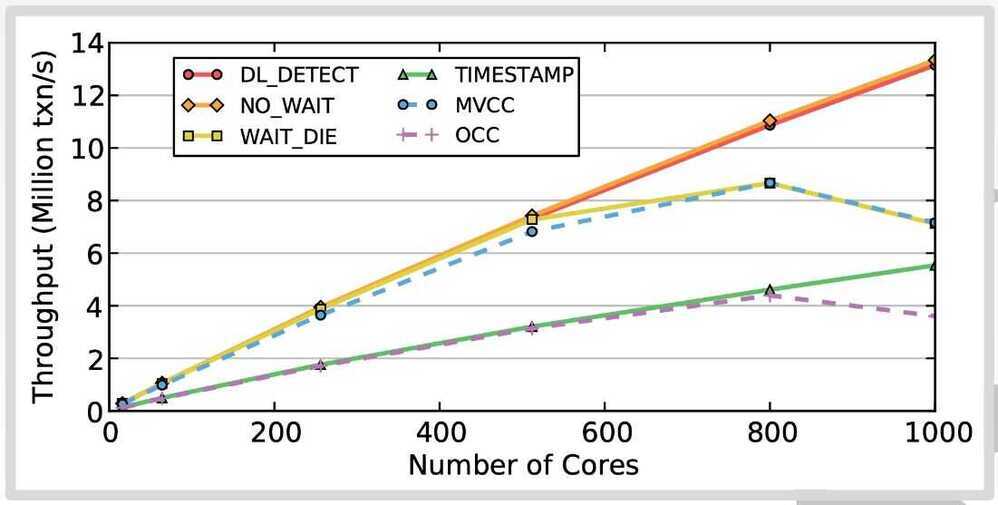 14
12
10
8
6
4
2
0
Throughput (Million txn/s)
DL_DETECT
NO_WAIT
WAIT_DIE
TIMESTAMP
MVCC
OCC
0 200 400 600 800 1000
Number of Cores